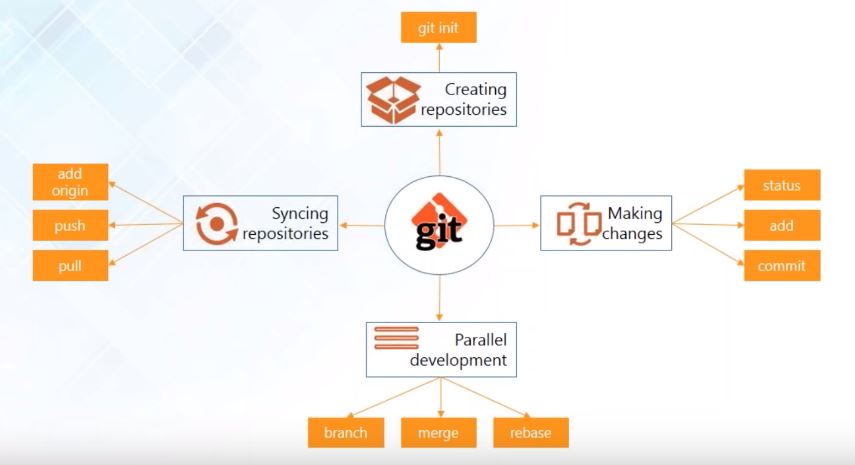 git init
Creating
repositories
add
origin
push
pull
Syncing
repositories
git
Making
changes
status
add
commit
Parallel
development
branch
merge
rebase